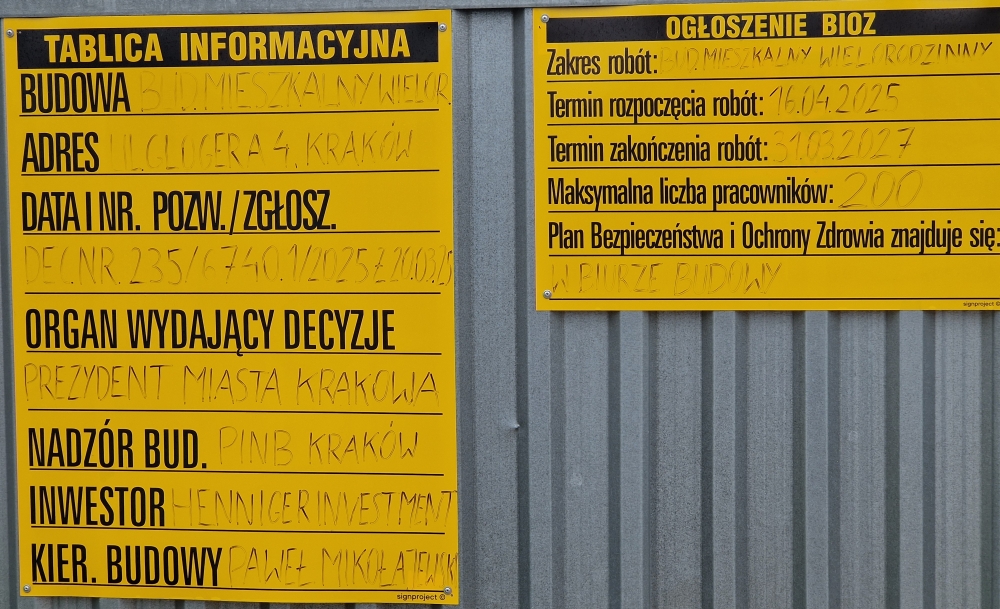 TABLICA INFORMACYJNA
BUDOWA BUD.MIESZKALNY WIELOR.
ADRES UL.GLOGERA 4, KRAKÓW
DATA I NR. POZW./ZGŁOSZ.
DEC.NR. 235/6740.1/2025 Z 20.03.25
ORGAN WYDAJĄCY DECYZJE
PREZYDENT MIASTA KRAKOWA
NADZÓR BUD. PINB KRAKÓW
INWESTOR HENNIGER INVESTMENT
KIER. BUDOWY PAWEŁ MIKOŁAJEWSKI
signproject ©
OGŁOSZENIE BIOZ
Zakres robót: BUD.MIESZKALNY WIELORODZINNY
Termin rozpoczęcia robót: 16.04.2025
Termin zakończenia robót: 31.03.2027
Maksymalna liczba pracowników: 200
Plan Bezpieczeństwa i Ochrony Zdrowia znajduje się:
W BIURZE BUDOWY
signproject ©